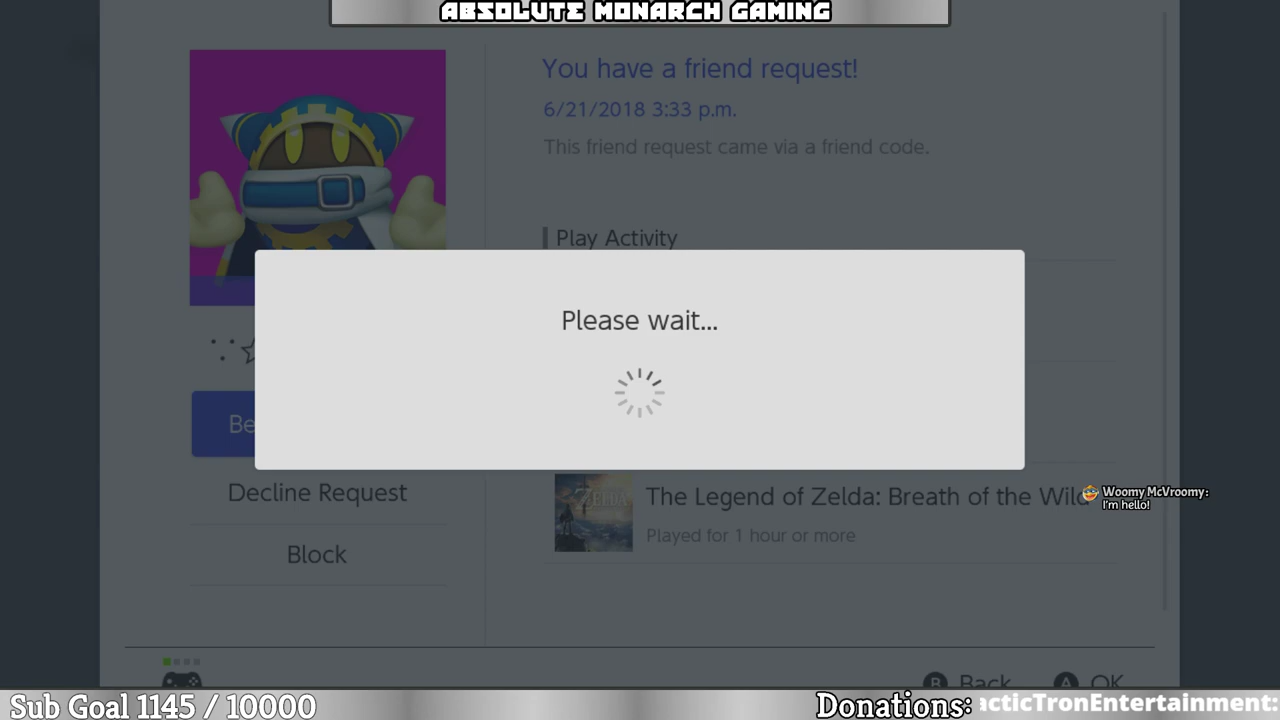 ABSOLUTE MONARCH GAMING
You have a friend request!
6/21/2018 3:33 p.m.
This friend request came via a friend code.
Play Activity
Please wait...
Be
Decline Request
Block
ZELDA
The Legend of Zelda: Breath of the Wild
Played for 1 hour or more
Woomy McVroomy:
I'm hello!
B Back A OK
Sub Goal 1145 / 10000
Donations: acticTronEntertainment: